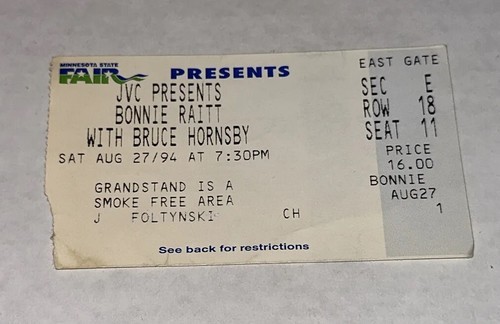 MINNESOTA STATE
FAIR PRESENTS
JVC PRESENTS
BONNIE RAITT
WITH BRUCE HORNSBY
SAT AUG 27/94 AT 7:30PM
GRANDSTAND IS A
SMOKE FREE AREA
J FOLTYNSKI CH
See back for restrictions
EAST GATE
SEC E
ROW 18
SEAT 11
PRICE
16.00
BONNIE
AUG27
1